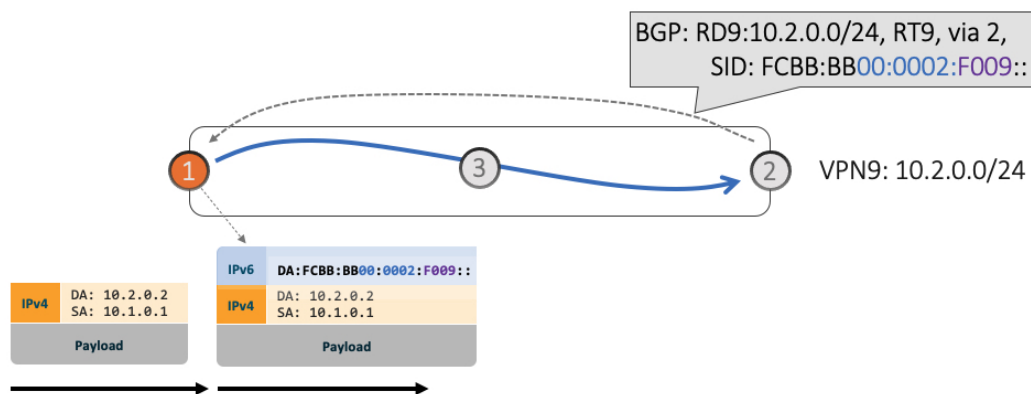 BGP: RD9:10.2.0.0/24, RT9, via 2,
SID: FCBB:BB00:0002:F009::
1
3
2
VPN9: 10.2.0.0/24
IPv6
DA:FCBB:BB00:0002:F009::
IPv4
DA: 10.2.0.2
SA: 10.1.0.1
Payload
IPv4
DA: 10.2.0.2
SA: 10.1.0.1
Payload